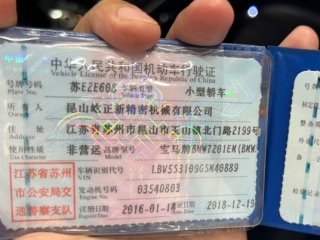 中华人民共和国机动车行驶证
Vehicle License of the People's Republic of China
号牌号码 苏EZE668 车辆类型 小型轿车
Plate No. Vehicle Type
所有人 昆山屹正新精密机械有限公司
Owner
住址 江苏省苏州市昆山市玉山镇北门路2199号
Address
使用性质 非营运 品牌型号 宝马牌BMW7201EK(BMW
Use Character Model
江苏省苏州市公安局交通巡逻警察支队
车辆识别代号 LBV5S3109GSM40889
VIN
发动机号码 0354D803
Engine No.
注册日期 2016-01-1 发证日期 2018-12-19